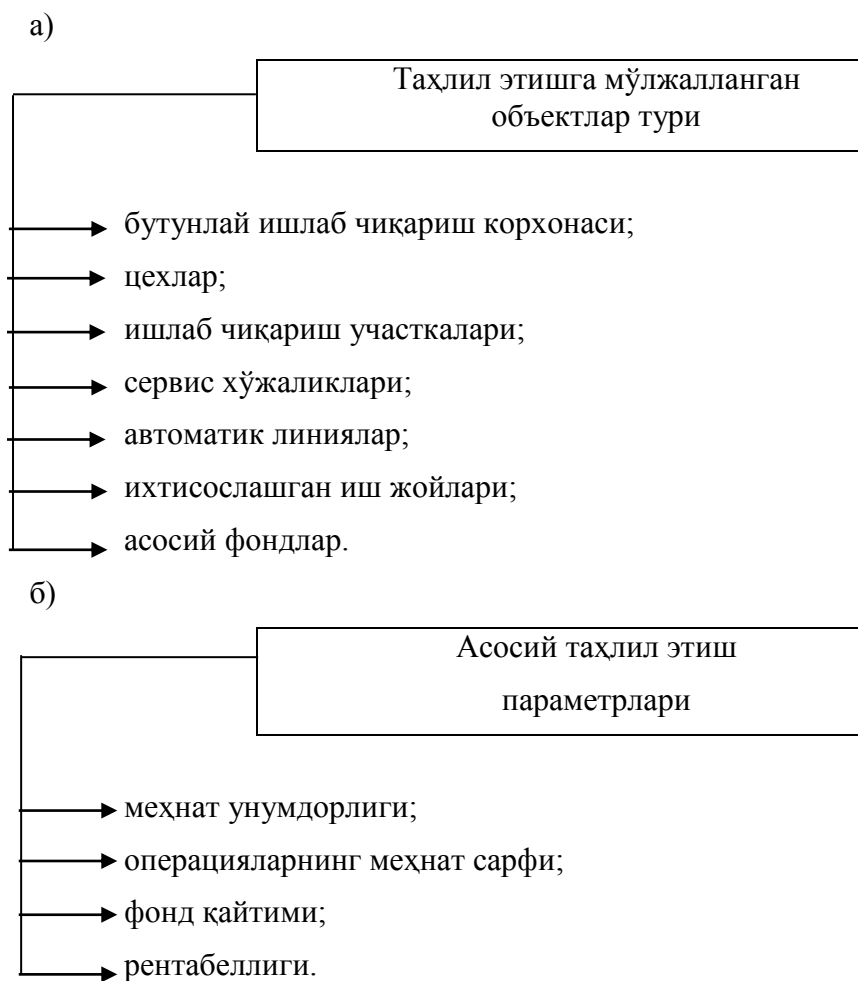 а)
Таҳлил этишга мўлжалланган
объектлар тури
бутунлай ишлаб чиқариш корхонаси;
цехлар;
ишлаб чиқариш участкалари;
сервис хўжаликлари;
автоматик линиялар;
ихтисослашган иш жойлари;
асосий фондлар.
б)
Асосий таҳлил этиш
параметрлари
меҳнат унумдорлиги;
операцияларнинг меҳнат сарфи;
фонд қайтими;
рентабеллиги.